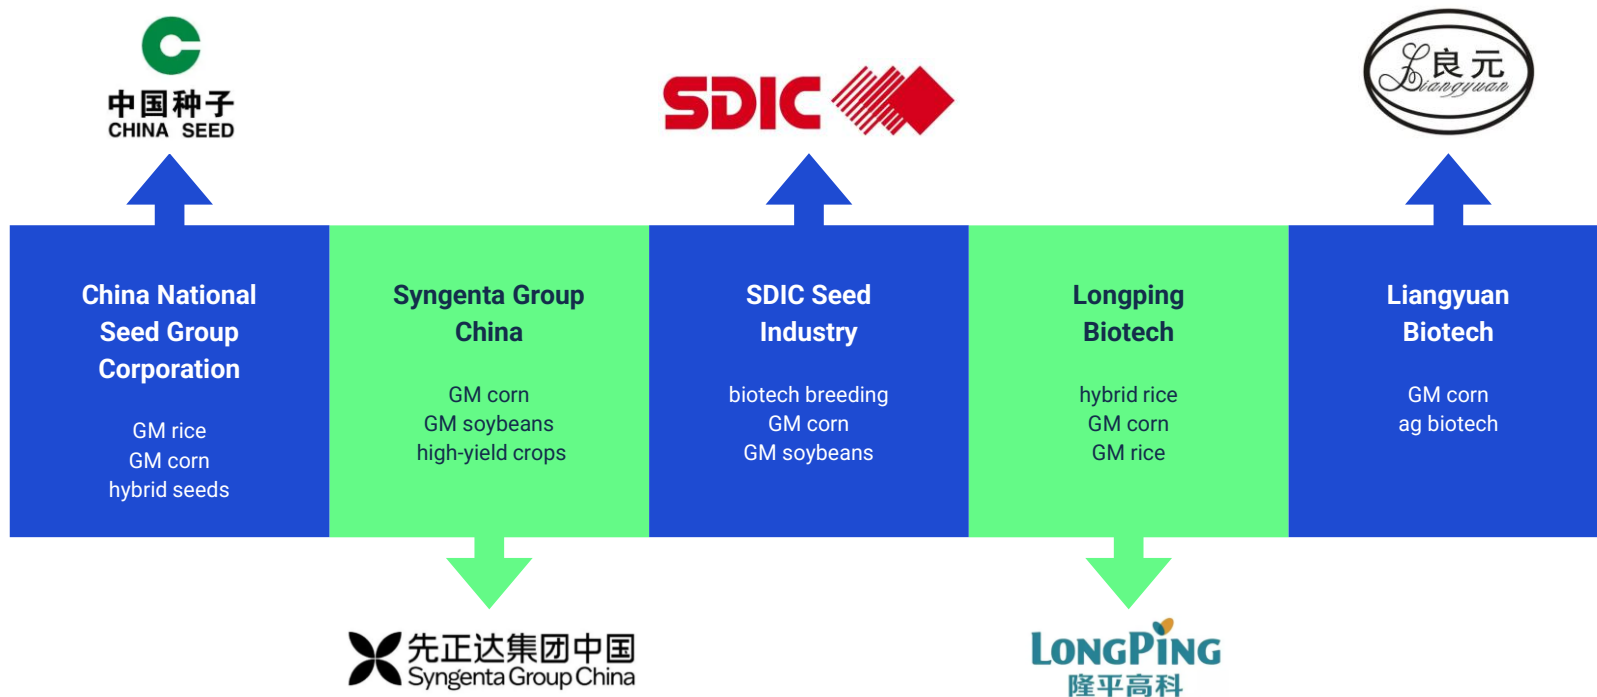 中国种子
CHINA SEED
SDIC
良元
Liangyuan
China National
Seed Group
Corporation
GM rice
GM corn
hybrid seeds
Syngenta Group
China
GM corn
GM soybeans
high-yield crops
SDIC Seed
Industry
biotech breeding
GM corn
GM soybeans
Longping
Biotech
hybrid rice
GM corn
GM rice
Liangyuan
Biotech
GM corn
ag biotech
先正达集团中国
Syngenta Group China
LONGPING
隆平高科